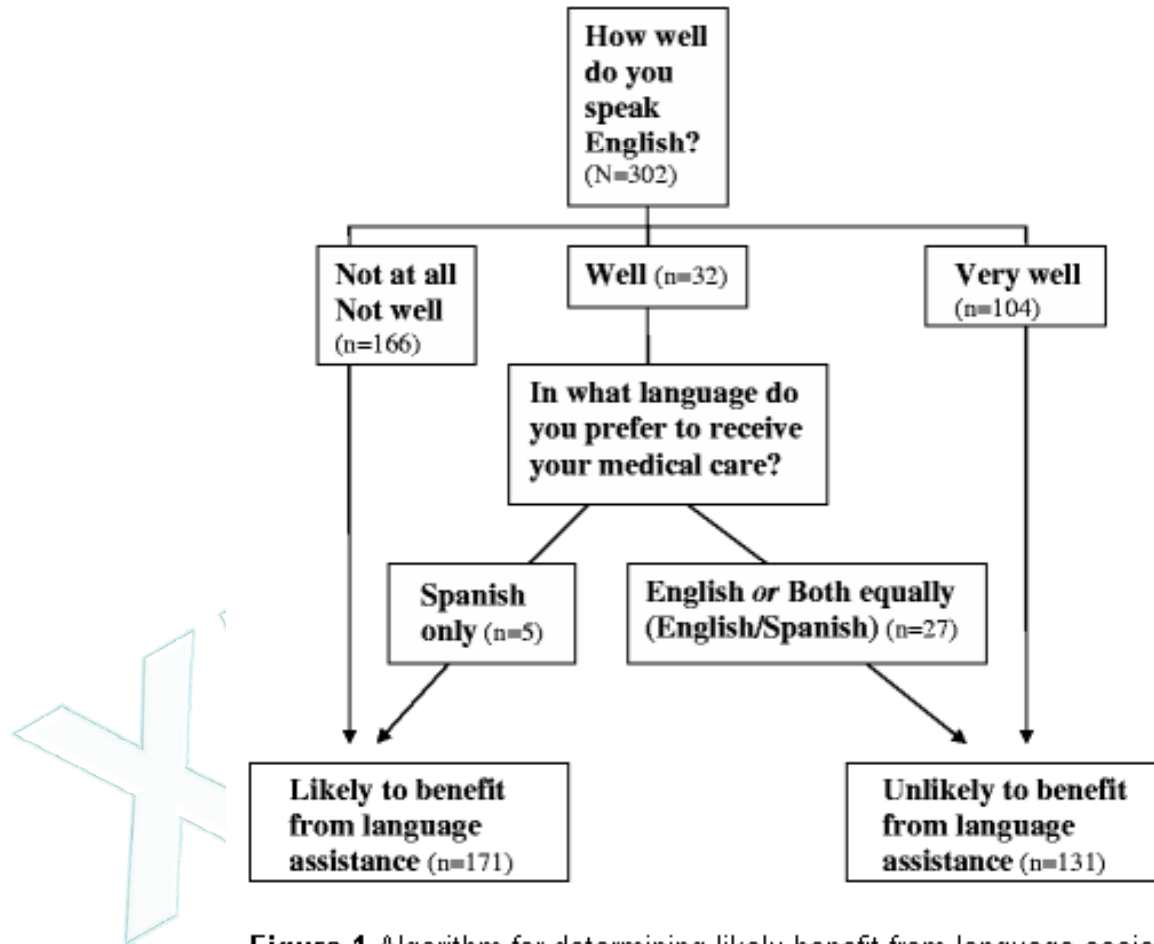 How well
do you
speak
English?
(N=302)
Not at all
Not well
(n=166)
Well (n=32)
Very well
(n=104)
In what language do
you prefer to receive
your medical care?
Spanish
only (n=5)
English or Both equally
(English/Spanish) (n=27)
Likely to benefit
from language
assistance (n=171)
Unlikely to benefit
from language
assistance (n=131)
Figure 1 Algorithm for determining likely benefit from language